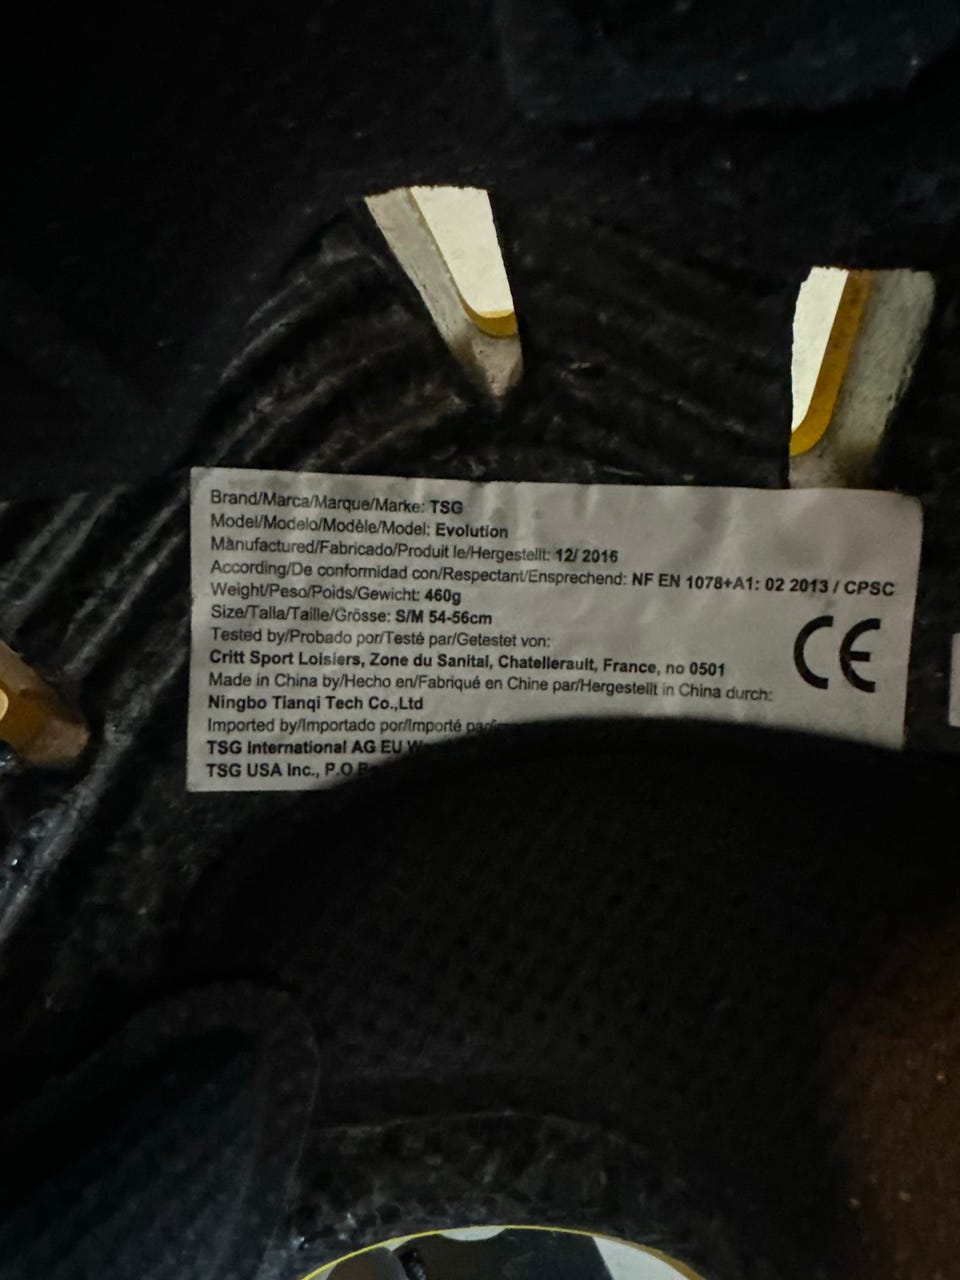 Brand/Marca/Marque/Marke: TSG
Model/Modelo/Modèle/Model: Evolution
Manufactured/Fabricado/Produit le/Hergestellt: 12/ 2016
According/De conformidad con/Respectant/Ensprechend: NF EN 1078+A1: 02 2013 / CPSC
Weight/Peso/Poids/Gewicht: 460g
Size/Talla/Taille/Grösse: S/M 54-56cm
Tested by/Probado por/Testé par/Getestet von:
Critt Sport Loisiers, Zone du Sanital, Chatellerault, France, no 0501
CE
Made in China by/Hecho en/Fabriqué en Chine par/Hergestellt in China durch:
Ningbo Tianqi Tech Co.,Ltd
Imported by/Importado por/Importé par
TSG International AG EU
TSG USA Inc., P.O.